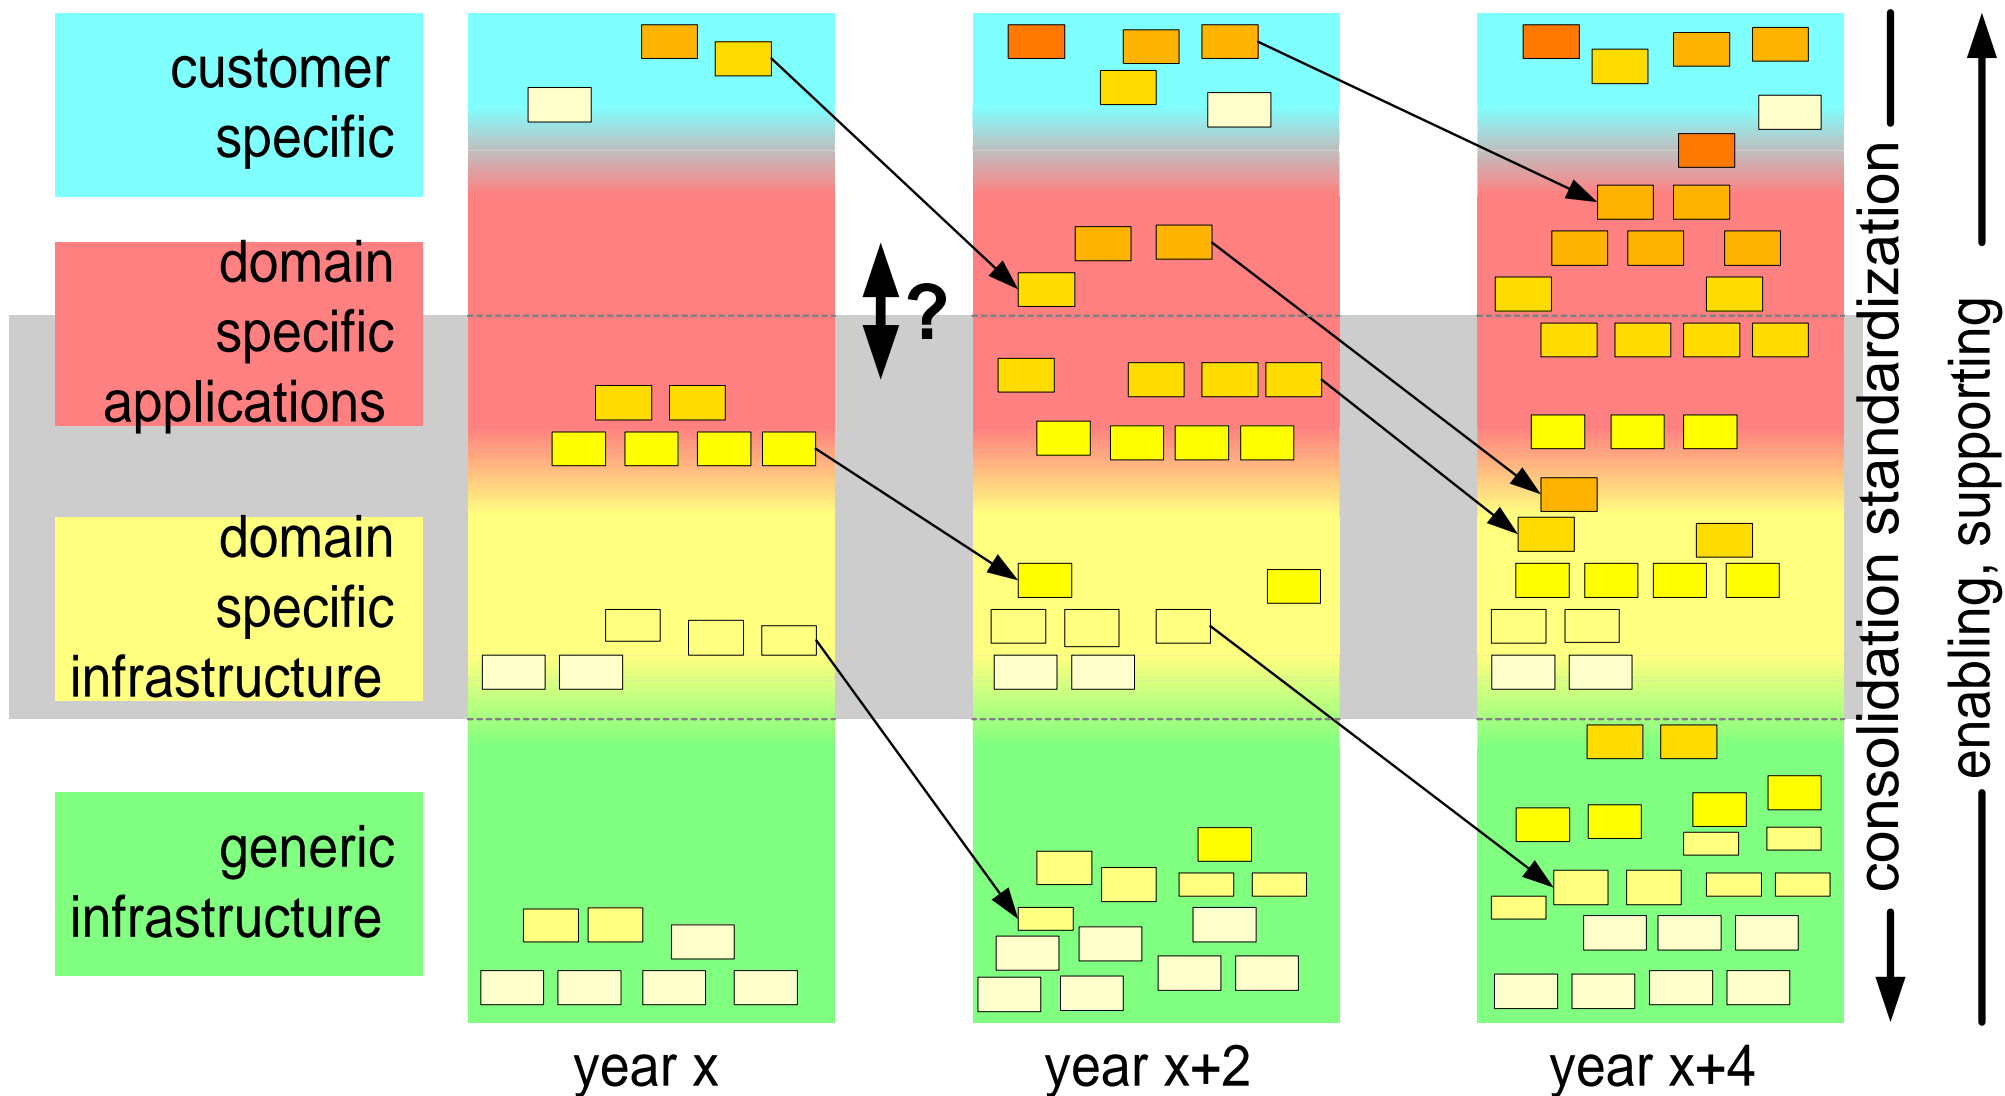 customer
specific
domain
specific
applications
domain
specific
infrastructure
generic
infrastructure
?
consolidation standardization
enabling, supporting
year x
year x+2
year x+4